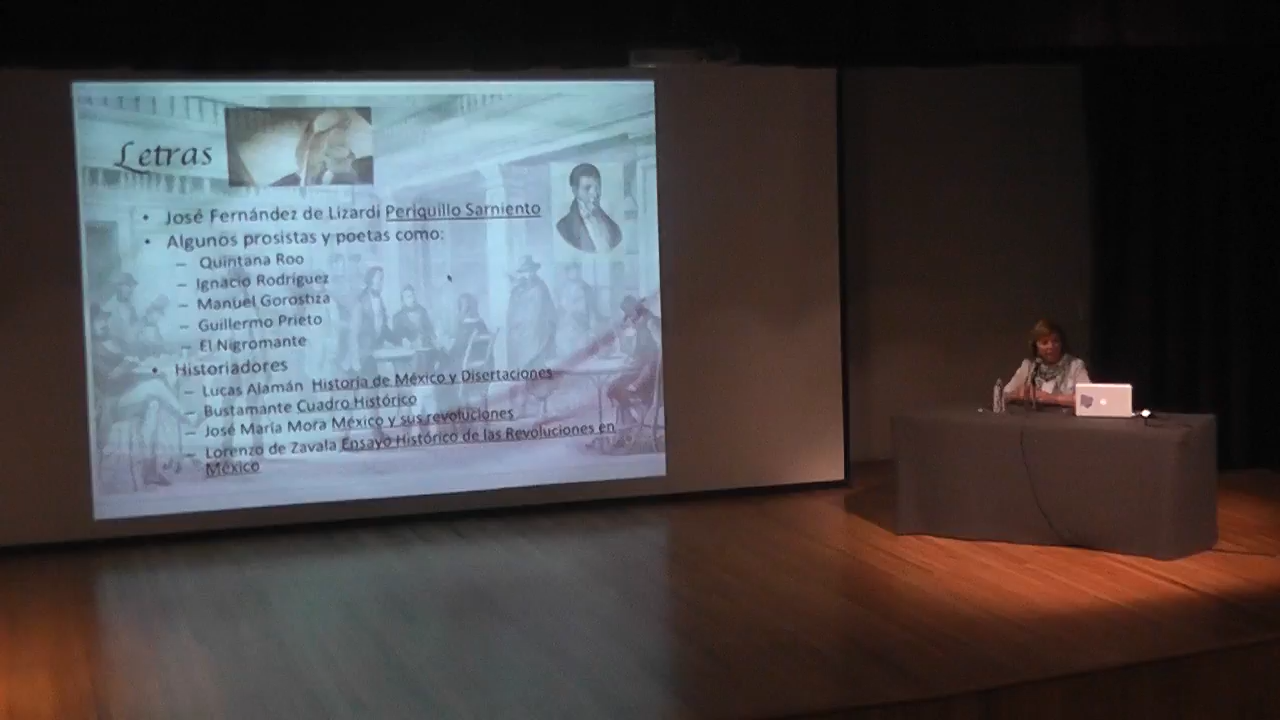 Letras
• José Fernández de Lizardi Periquillo Sarniento
• Algunos prosistas y poetas como:
– Quintana Roo
– Ignacio Rodríguez
– Manuel Gorostiza
– Guillermo Prieto
– El Nigromante
• Historiadores
– Lucas Alamán Historia de México y Disertaciones
– Bustamante Cuadro Histórico
– José María Mora México y sus revoluciones
– Lorenzo de Zavala Ensayo Histórico de las Revoluciones en
México